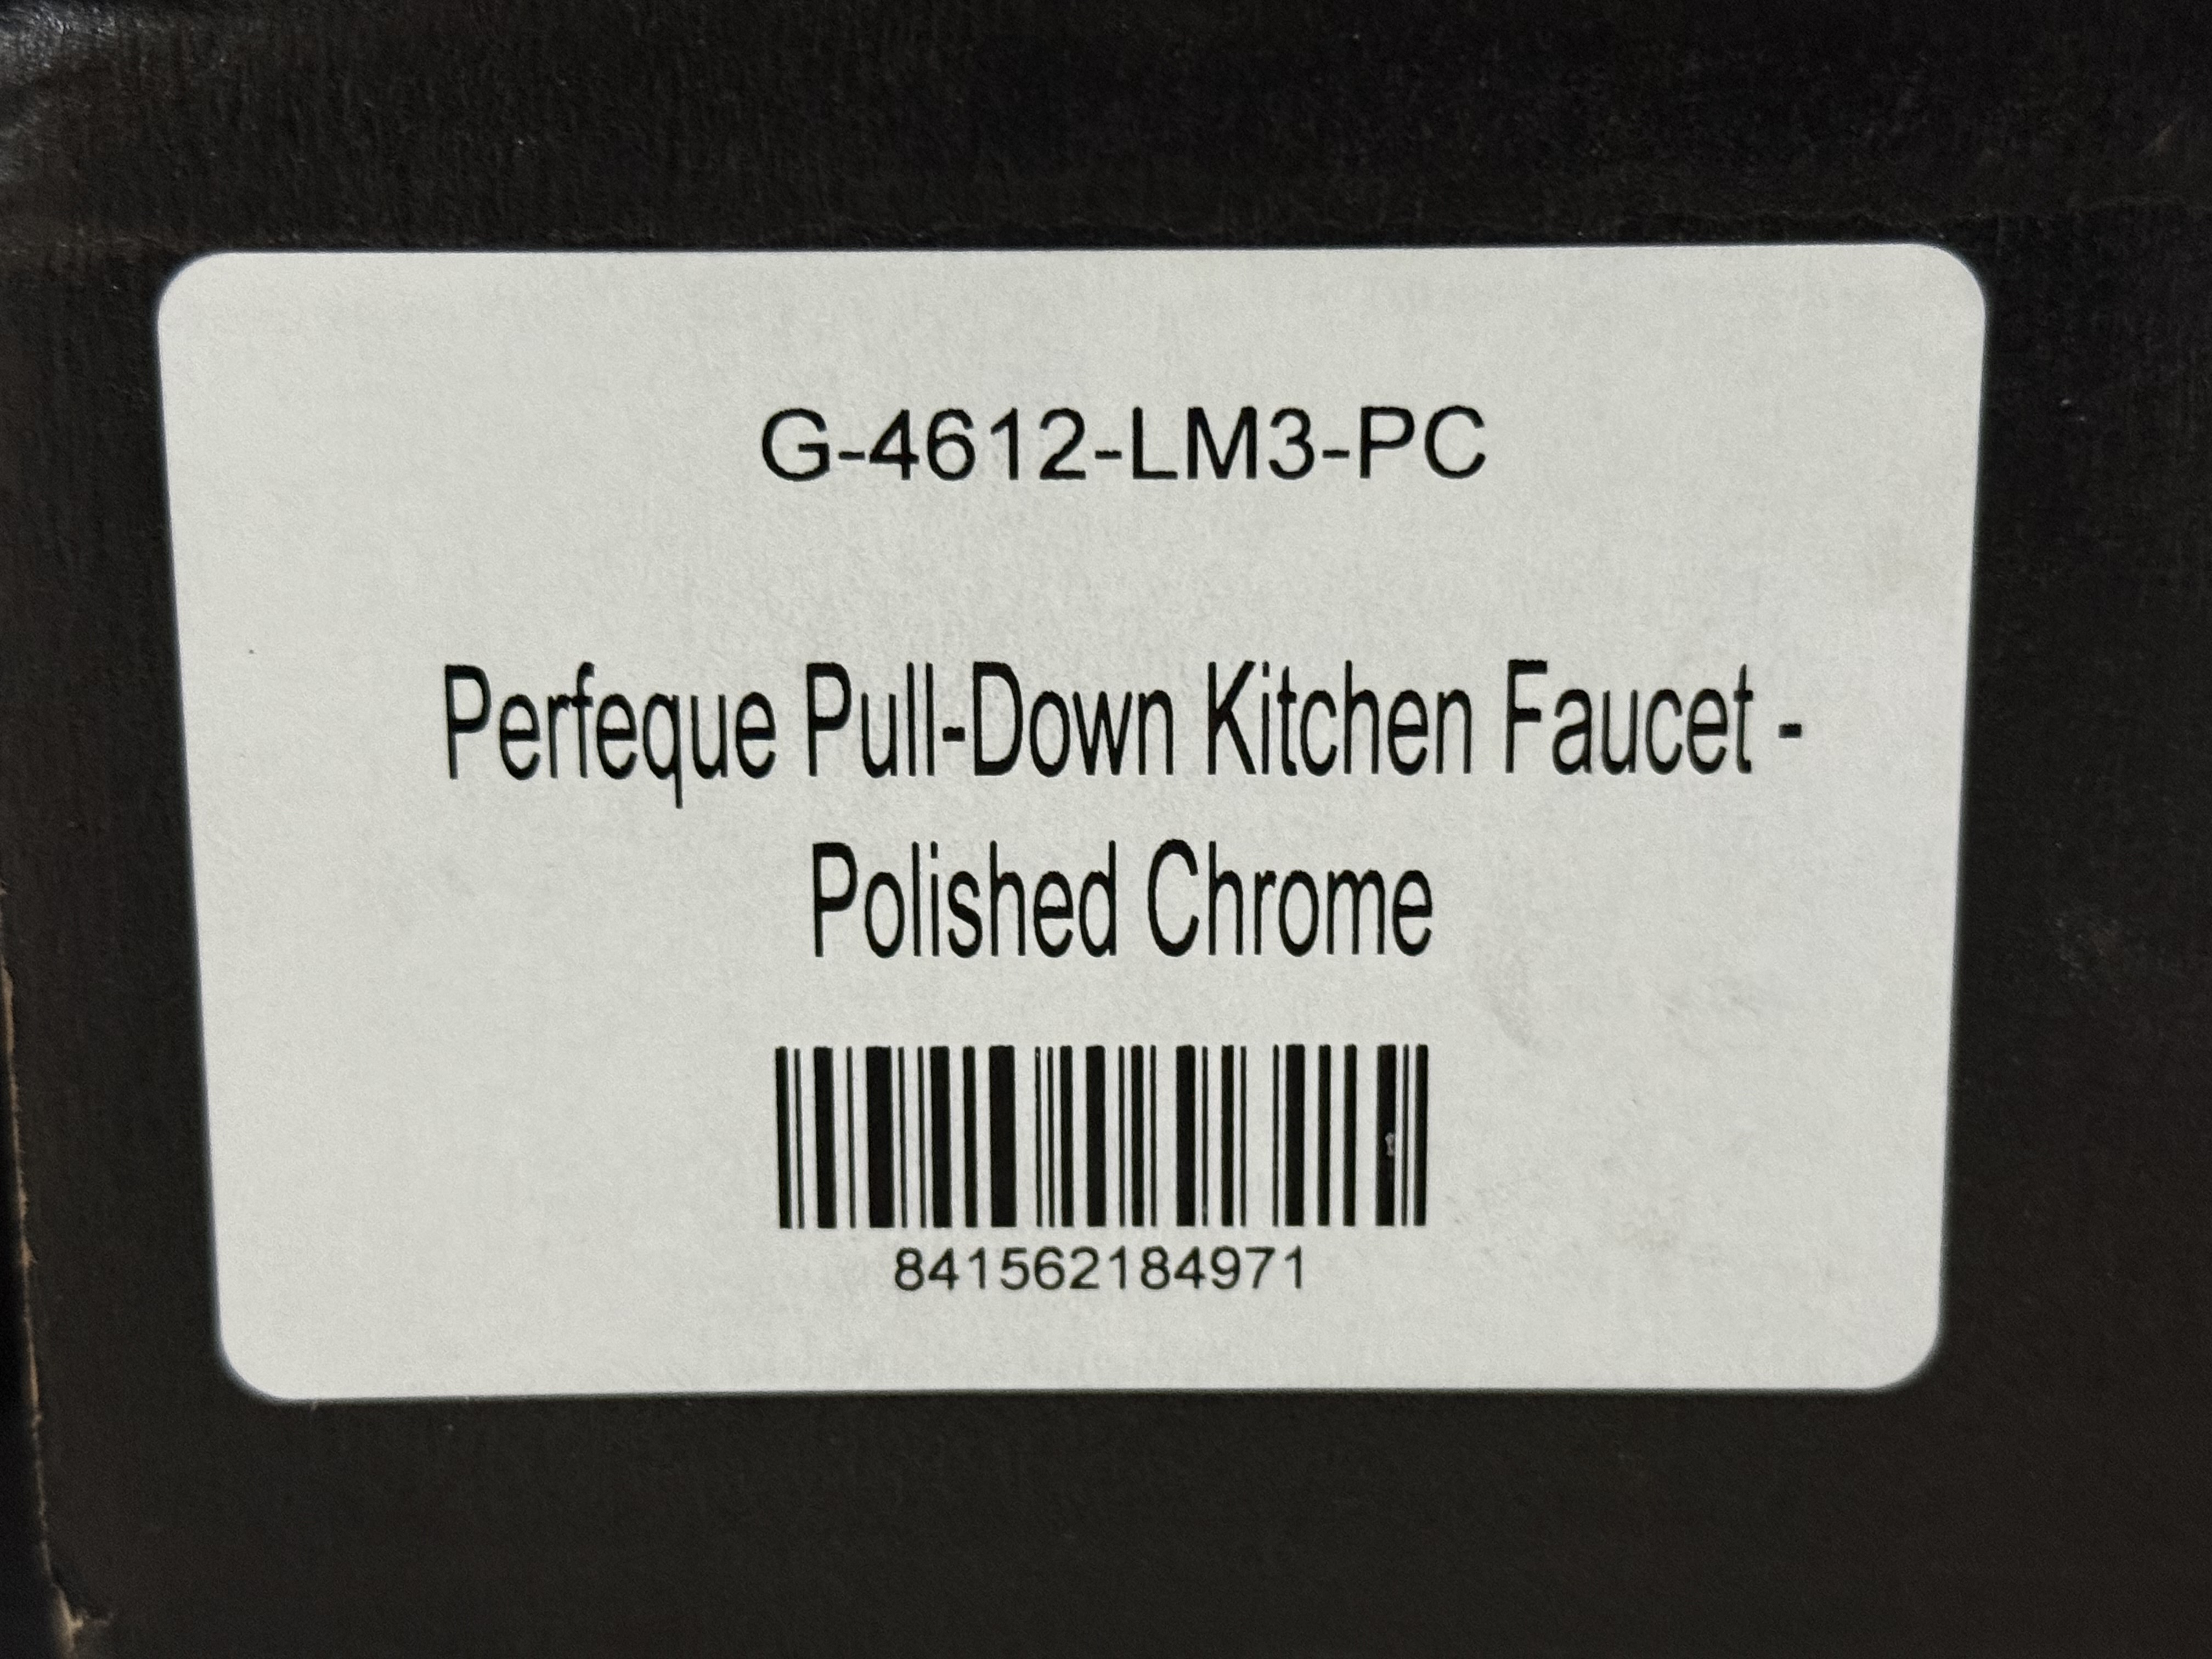 G-4612-LM3-PC
Perfeque Pull-Down Kitchen Faucet -
Polished Chrome
841562184971